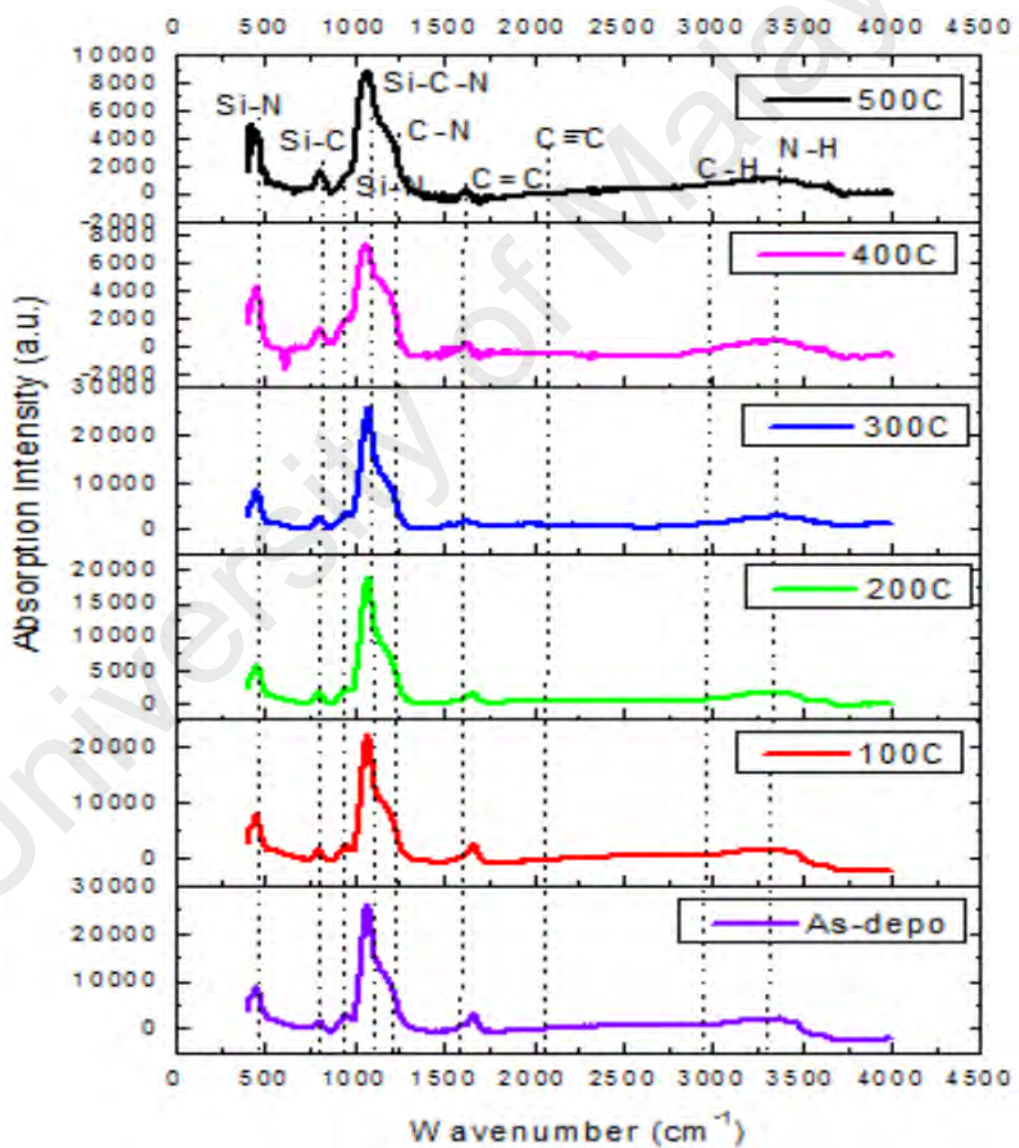 0 500 1000 1500 2000 2500 3000 3500 4000 4500
10000
8000
6000
4000
2000
0
-2000
Si-N
Si-C
Si-C-N
C-N
Si-N
C=C
C≡C
C-H
N-H
500C
8000
6000
4000
2000
0
-2000
400C
20000
10000
0
300C
20000
15000
10000
5000
0
200C
20000
10000
0
100C
30000
20000
10000
0
As-depo
0 500 1000 1500 2000 2500 3000 3500 4000 4500
Wavenumber (cm-1)
Absorption Intensity (a.u.)
University of Malay